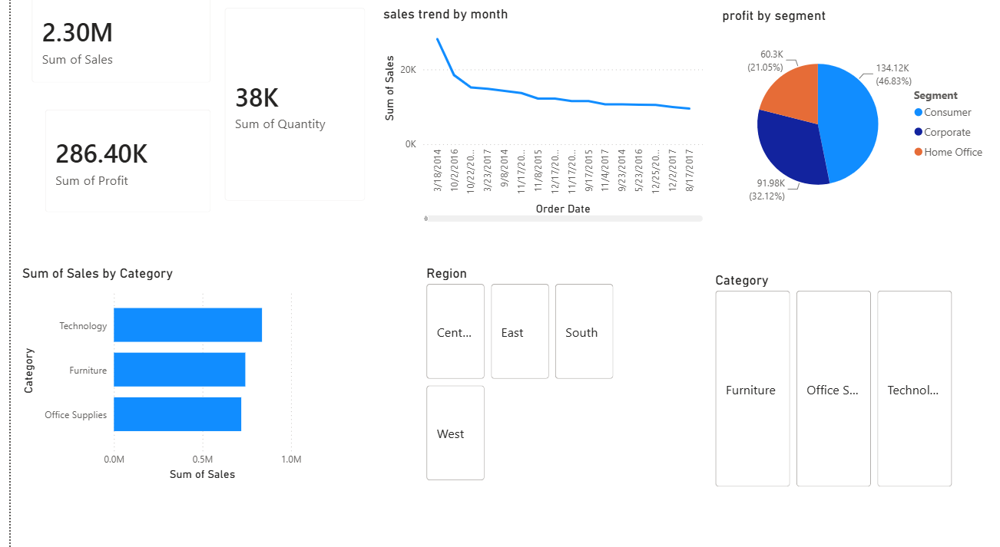 2.30M
Sum of Sales
286.40K
Sum of Profit
38K
Sum of Quantity
sales trend by month
Sum of Sales
20K
0K
3/18/2014
10/2/2016
10/22/20...
3/23/2017
9/8/2014
11/17/20...
11/8/2015
12/17/20...
11/17/20...
9/17/2015
11/4/2017
9/23/2014
5/23/2016
12/25/20...
12/2/2017
8/17/2017
Order Date
profit by segment
60.3K
(21.05%)
134.12K
(46.83%)
91.98K
(32.12%)
Segment
Consumer
Corporate
Home Office
Sum of Sales by Category
Category
Technology
Furniture
Office Supplies
0.0M
0.5M
1.0M
Sum of Sales
Region
Cent...
East
South
West
Category
Furniture
Office S...
Technol...